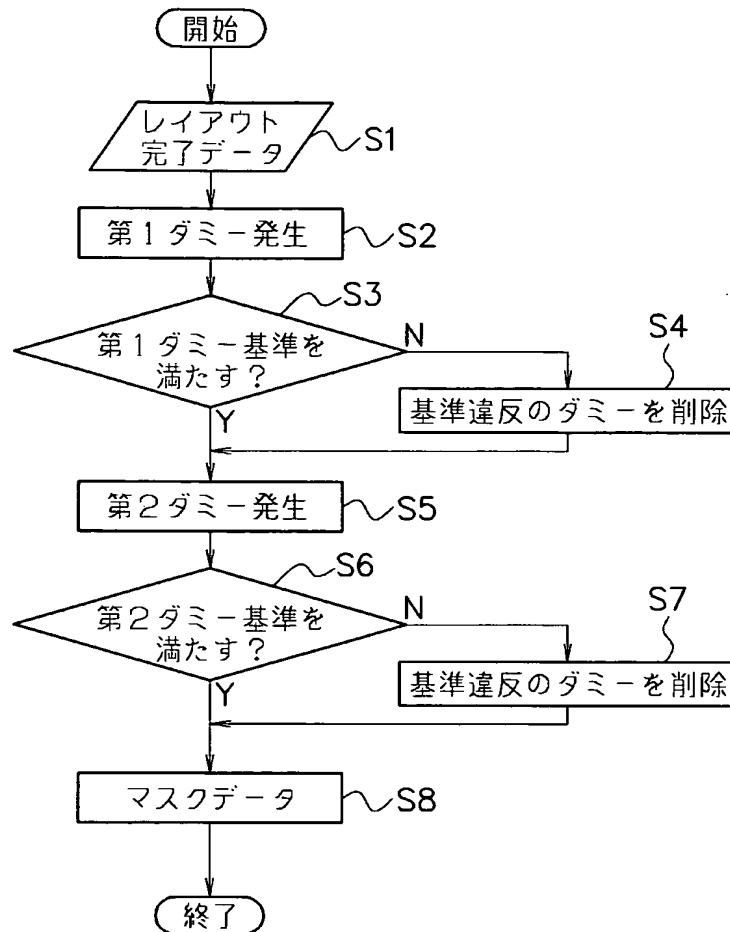 開始
レイアウト
完了データ
S1
第1ダミー発生
S2
S3
第1ダミー基準を
満たす?
N
Y
S4
基準違反のダミーを削除
第2ダミー発生
S5
S6
第2ダミー基準を
満たす?
N
Y
S7
基準違反のダミーを削除
マスクデータ
S8
終了